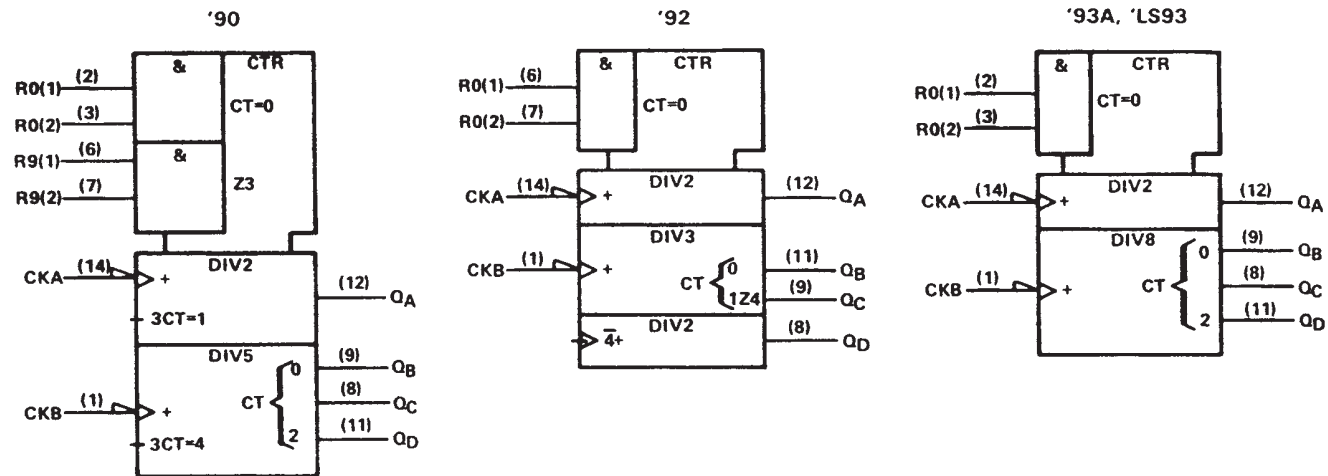 '90
&
CTR
R0(1) (2)
CT=0
R0(2) (3)
R9(1) (6)
&
R9(2) (7)
Z3
DIV2
CKA (14) +
(12) QA
3CT=1
DIV5
0 (9) QB
CT (8) QC
CKB (1) +
2 (11) QD
3CT=4
'92
&
CTR
R0(1) (6)
CT=0
R0(2) (7)
DIV2
CKA (14) +
(12) QA
DIV3
CKB (1) +
CT 0 (11) QB
1Z4 (9) QC
DIV2
4̅+ (8) QD
'93A, 'LS93
&
CTR
R0(1) (2)
CT=0
R0(2) (3)
DIV2
CKA (14) +
(12) QA
DIV8
0 (9) QB
CKB (1) +
CT (8) QC
2 (11) QD